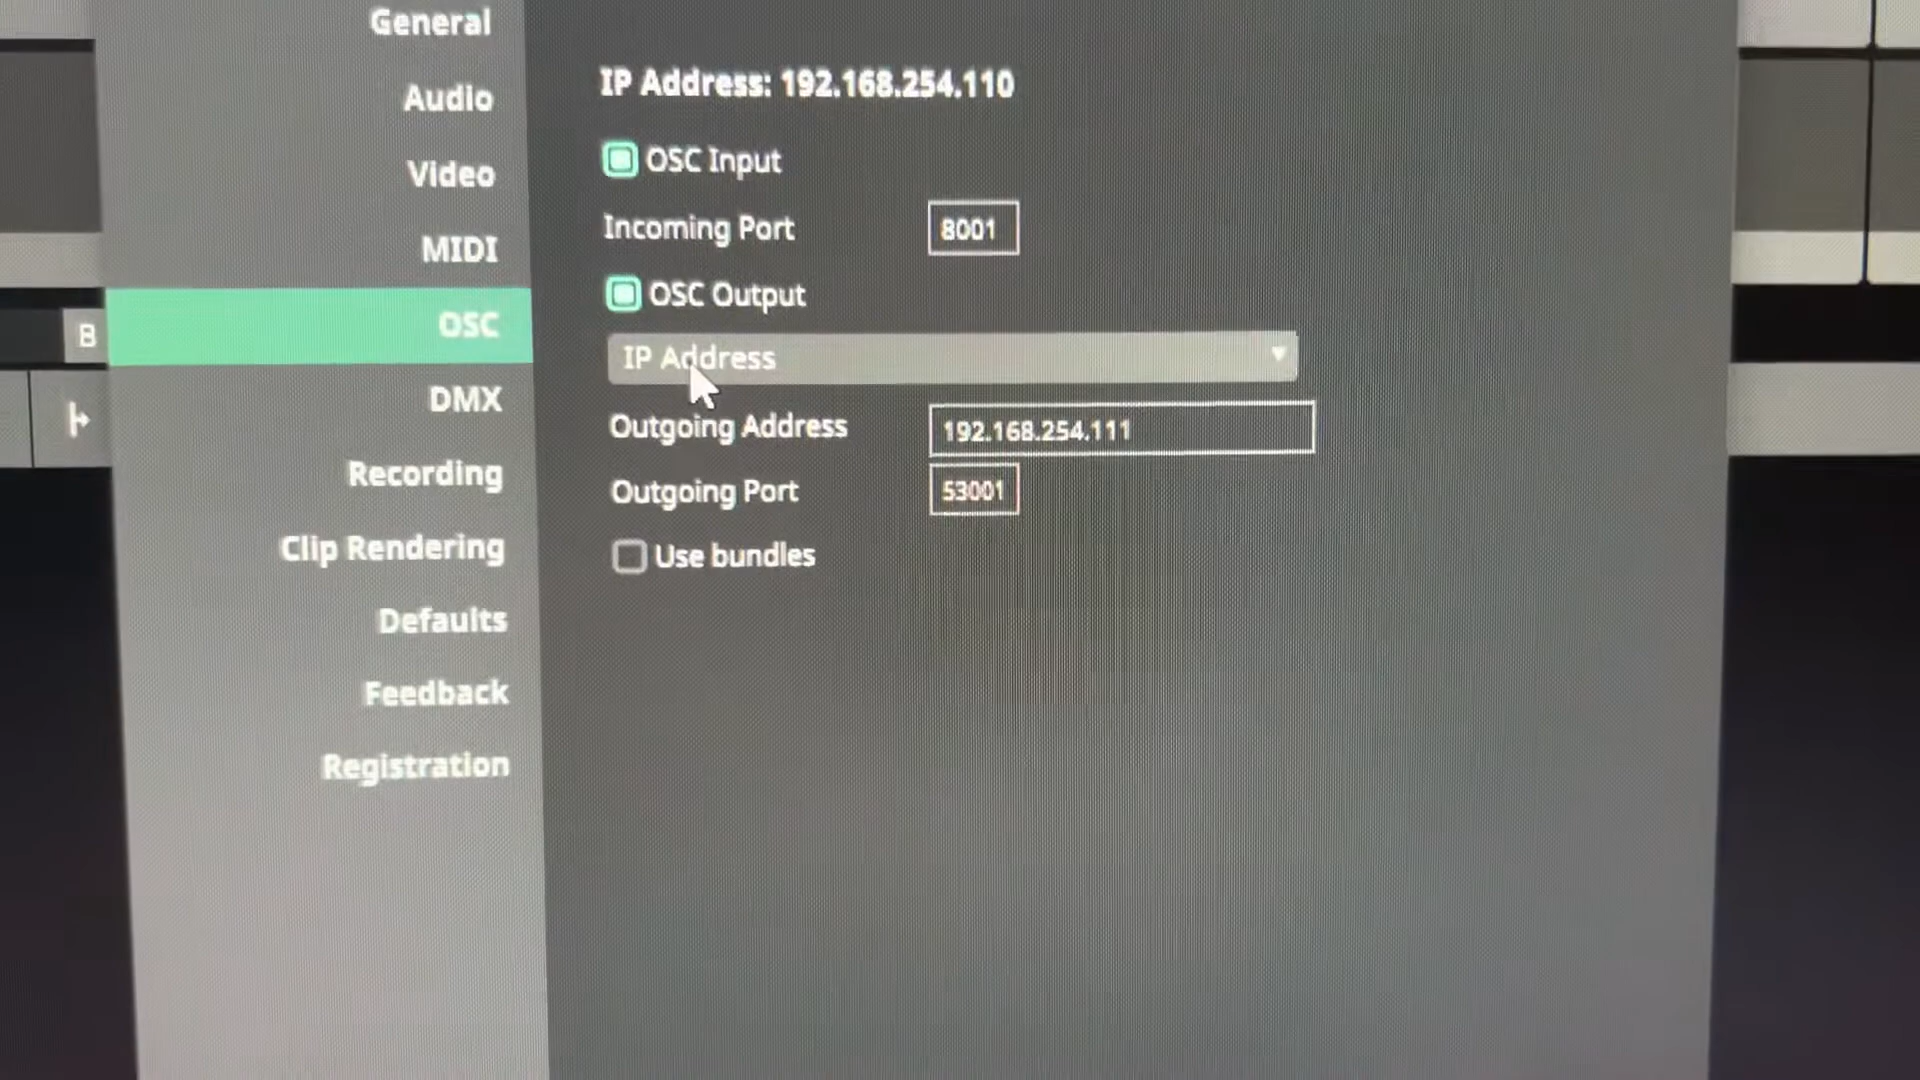 General
Audio
Video
MIDI
OSC
DMX
Recording
Clip Rendering
Defaults
Feedback
Registration
B
IP Address: 192.168.254.110
OSC Input
Incoming Port 8001
OSC Output
IP Address
Outgoing Address 192.168.254.111
Outgoing Port 53001
Use bundles